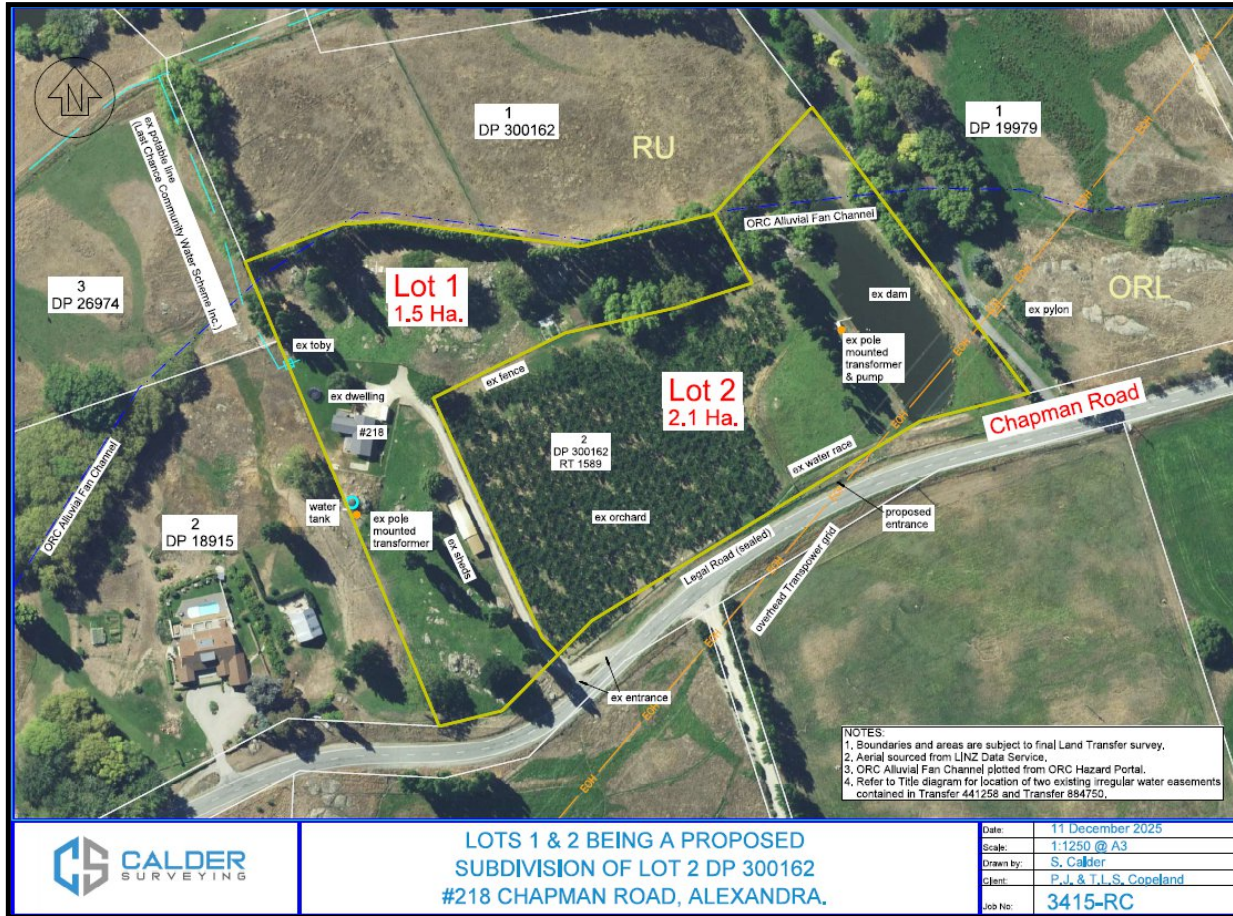 N
1
DP 300162
RU
1
DP 19979
ex potable line
(Last Chance Community Water Scheme Inc.)
ORC Alluvial Fan Channel
EOH
3
DP 26974
Lot 1
1.5 Ha.
ex dam
ORL
ex pylon
ex toby
ex pole
mounted
transformer
& pump
ex fence
ex dwelling
Lot 2
2.1 Ha.
EOH
Chapman Road
#218
2
DP 300162
RT 1589
EOH
ex water race
ORC Alluvial Fan Channel
water
tank
ex pole
mounted
transformer
EOH
proposed
entrance
2
DP 18915
ex orchard
ex sheds
Legal Road (sealed)
EOH
overhead Transpower grid
EOH
ex entrance
EOH
NOTES:
1, Boundaries and areas are subject to final Land Transfer survey,
2, Aerial sourced from LINZ Data Service,
3, ORC Alluvial Fan Channel plotted from ORC Hazard Portal.
4, Refer to Title diagram for location of two existing irregular water easements
contained in Transfer 441258 and Transfer 884750,
CS CALDER
SURVEYING
LOTS 1 & 2 BEING A PROPOSED
SUBDIVISION OF LOT 2 DP 300162
#218 CHAPMAN ROAD, ALEXANDRA.
Date: 11 December 2025
Scale: 1:1250 @ A3
Drawn by: S. Calder
Client: P.J. & T.L.S. Copeland
Job No: 3415-RC